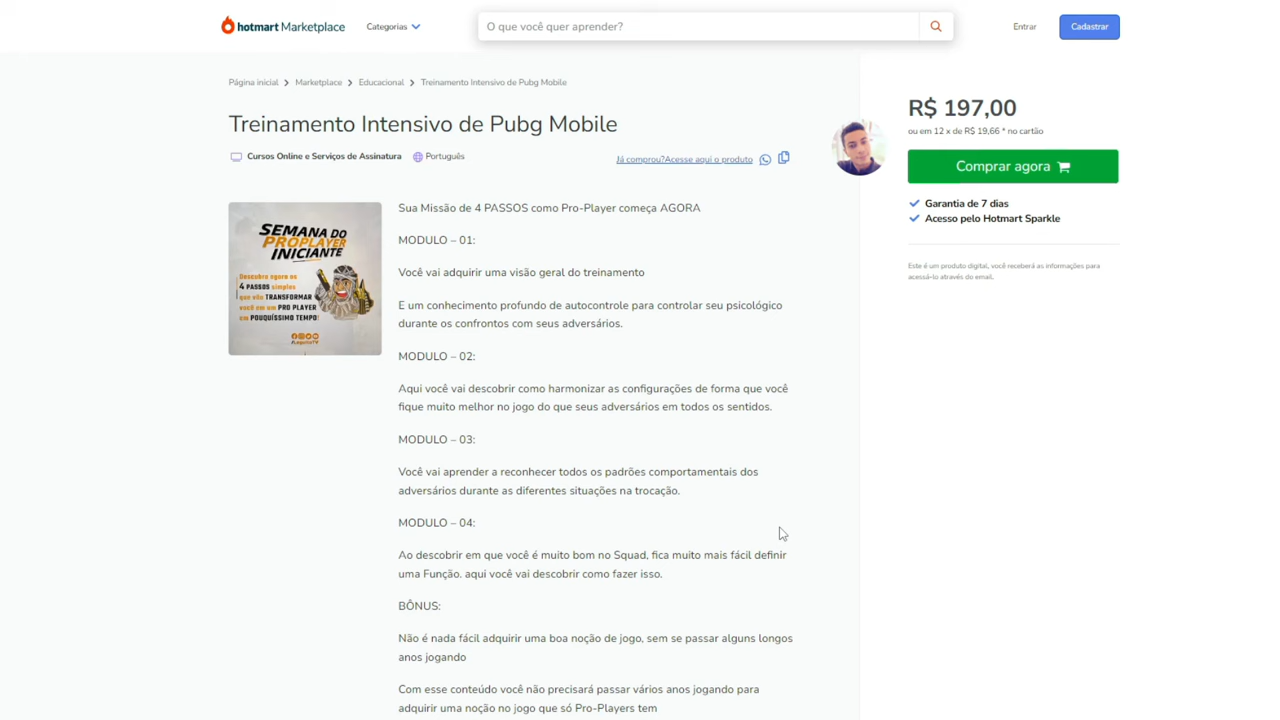 hotmart Marketplace
Categorias
O que você quer aprender?
Entrar
Cadastrar
Página inicial
Marketplace
Educacional
Treinamento Intensivo de Pubg Mobile
Treinamento Intensivo de Pubg Mobile
Cursos Online e Serviços de Assinatura
Português
Já comprou?Acesse aqui o produto
R$ 197,00
ou em 12 x de R$ 19,66 * no cartão
Comprar agora
Garantia de 7 dias
Acesso pelo Hotmart Sparkle
Este é um produto digital, você receberá as informações para
acessá-lo através do email.
SEMANA DO
PROPLAYER
INICIANTE
Descubra agora os
4 PASSOS simples
que vão TRANSFORMAR
você em um PRO PLAYER
em POUQUÍSSIMO TEMPO!
Sua Missão de 4 PASSOS como Pro-Player começa AGORA
MODULO – 01:
Você vai adquirir uma visão geral do treinamento
E um conhecimento profundo de autocontrole para controlar seu psicológico
durante os confrontos com seus adversários.
MODULO – 02:
Aqui você vai descobrir como harmonizar as configurações de forma que você
fique muito melhor no jogo do que seus adversários em todos os sentidos.
MODULO – 03:
Você vai aprender a reconhecer todos os padrões comportamentais dos
adversários durante as diferentes situações na trocação.
MODULO – 04:
Ao descobrir em que você é muito bom no Squad, fica muito mais fácil definir
uma Função. aqui você vai descobrir como fazer isso.
BÔNUS:
Não é nada fácil adquirir uma boa noção de jogo, sem se passar alguns longos
anos jogando
Com esse conteúdo você não precisará passar vários anos jogando para
adquirir uma noção no jogo que só Pro-Players tem